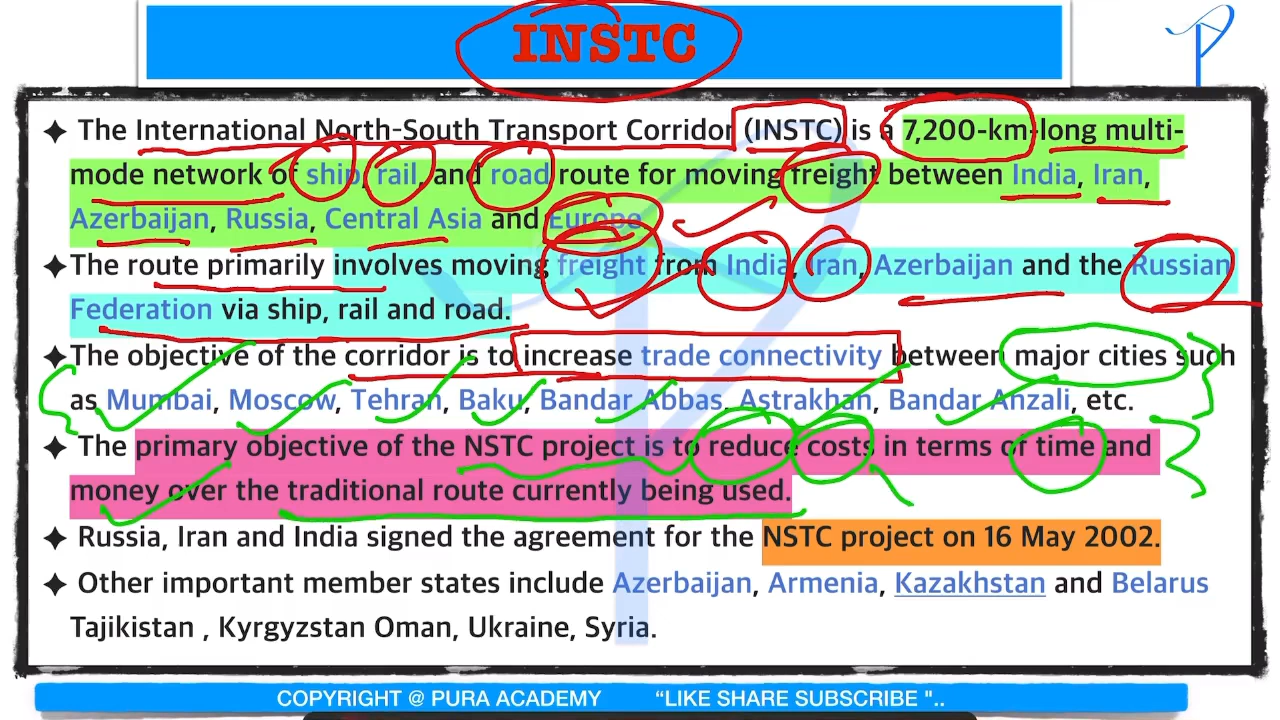 INSTC
✦ The International North-South Transport Corridor (INSTC) is a 7,200-km-long multi-
mode network of ship, rail, and road route for moving freight between India, Iran,
Azerbaijan, Russia, Central Asia and Europe.
✦The route primarily involves moving freight from India, Iran, Azerbaijan and the Russian
Federation via ship, rail and road.
✦The objective of the corridor is to increase trade connectivity between major cities such
as Mumbai, Moscow, Tehran, Baku, Bandar Abbas, Astrakhan, Bandar Anzali, etc.
✦ The primary objective of the NSTC project is to reduce costs in terms of time and
money over the traditional route currently being used.
✦ Russia, Iran and India signed the agreement for the NSTC project on 16 May 2002.
✦ Other important member states include Azerbaijan, Armenia, Kazakhstan and Belarus
Tajikistan , Kyrgyzstan Oman, Ukraine, Syria.
COPYRIGHT @ PURA ACADEMY “LIKE SHARE SUBSCRIBE "..